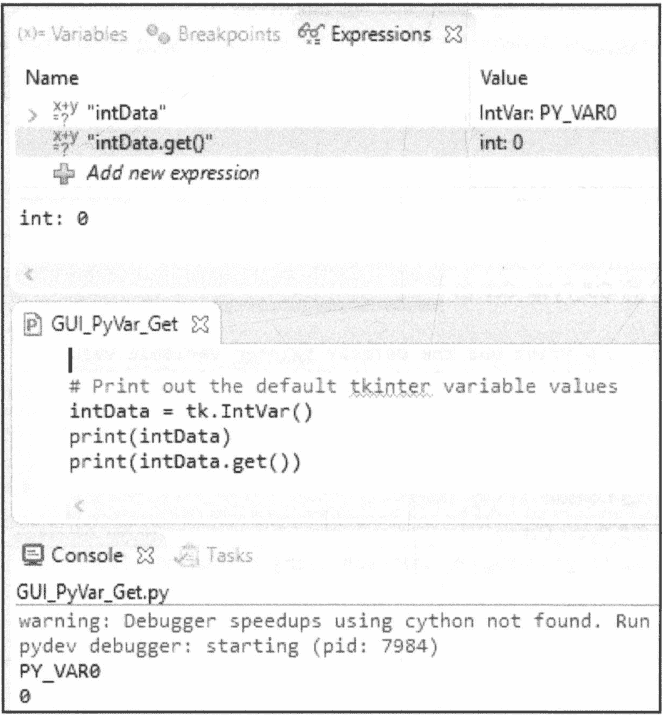 (x)= Variables Breakpoints Expressions
Name Value
x+y =? "intData" IntVar: PY_VAR0
x+y =? "intData.get()" int: 0
Add new expression
int: 0
<
P GUI_PyVar_Get
# Print out the default tkinter variable values
intData = tk.IntVar()
print(intData)
print(intData.get())
<
Console Tasks
GUI_PyVar_Get.py
warning: Debugger speedups using cython not found. Run
pydev debugger: starting (pid: 7984)
PY_VAR0
0